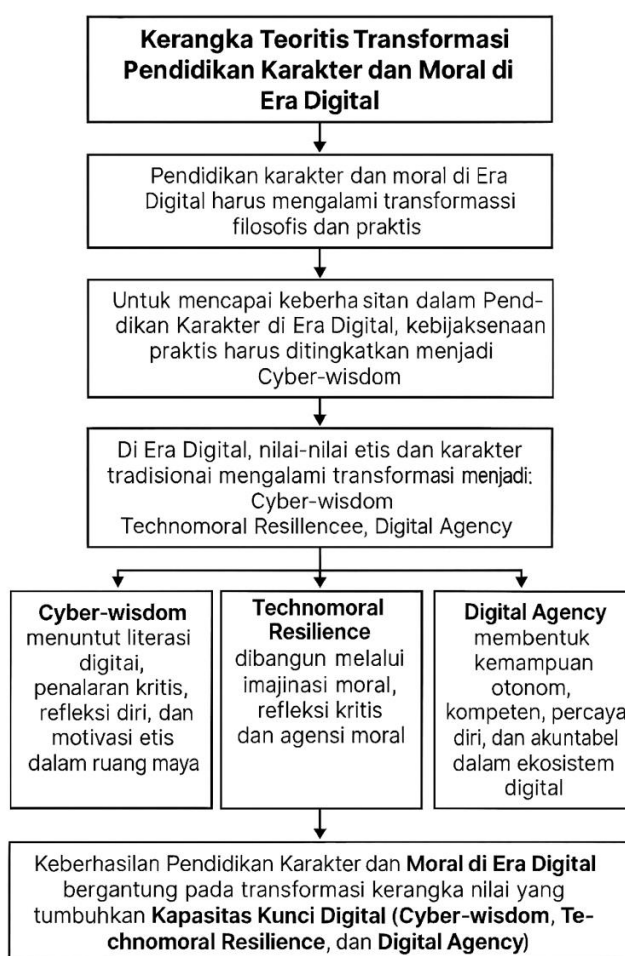 Kerangka Teoritis Transformasi
Pendidikan Karakter dan Moral di
Era Digital
Pendidikan karakter dan moral di Era
Digital harus mengalami transformassi
filosofis dan praktis
Untuk mencapai keberha sitan dalam Pend-
dikan Karakter di Era Digital, kebijaksenaan
praktis harus ditingkatkan menjadi
Cyber-wisdom
Di Era Digital, nilai-nilai etis dan karakter
tradisionai mengalami transformasi menjadi:
Cyber-wisdom
Technomoral Resillencee, Digital Agency
Cyber-wisdom
menuntut literasi
digitai,
penalaran kritis,
refleksi diri, dan
motivasi etis
dalam ruang maya
Technomoral
Resilience
dibangun melalui
imajinasi moral,
refleksi kritis
dan agensi moral
Digital Agency
membentuk
kemampuan
otonom,
kompeten, percaya
diri, dan akuntabel
dalam ekosistem
digital
Keberhasilan Pendidikan Karakter dan Moral di Era Digital
bergantung pada transformasi kerangka nilai yang
tumbuhkan Kapasitas Kunci Digital (Cyber-wisdom, Te-
chnomoral Resilience, dan Digital Agency)